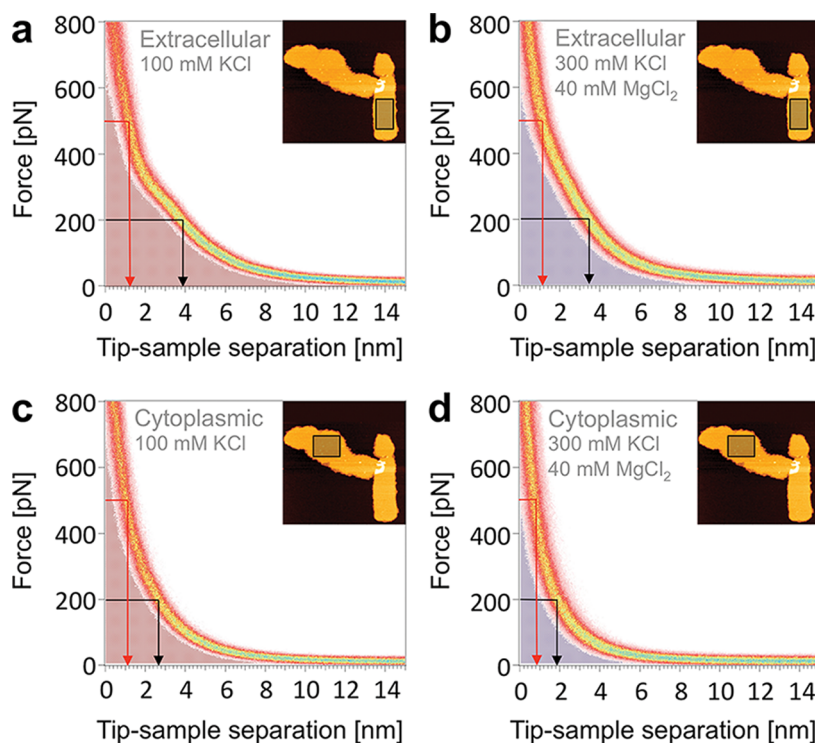 a
Extracellular
100 mM KCl
3
800
600
400
200
0
Force [pN]
0 2 4 6 8 10 12 14
Tip-sample separation [nm]
b
Extracellular
300 mM KCl
40 mM MgCl₂
3
800
600
400
200
0
Force [pN]
0 2 4 6 8 10 12 14
Tip-sample separation [nm]
c
Cytoplasmic
100 mM KCl
3
800
600
400
200
0
Force [pN]
0 2 4 6 8 10 12 14
Tip-sample separation [nm]
d
Cytoplasmic
300 mM KCl
40 mM MgCl₂
3
800
600
400
200
0
Force [pN]
0 2 4 6 8 10 12 14
Tip-sample separation [nm]